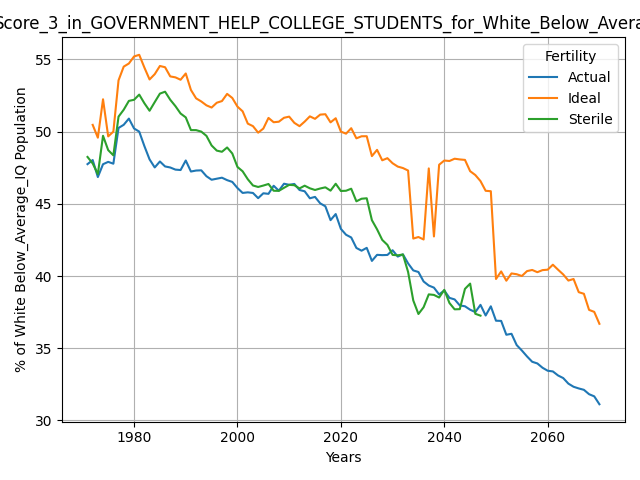 Score_3_in_GOVERNMENT_HELP_COLLEGE_STUDENTS_for_White_Below_Avera
% of White Below_Average_IQ Population
55
50
45
40
35
30
Fertility
Actual
Ideal
Sterile
1980 2000 2020 2040 2060
Years